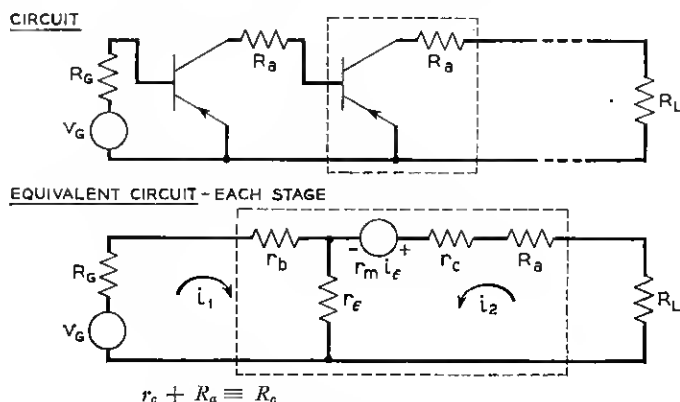 CIRCUIT
R_G
V_G
R_a
R_a
R_L
EQUIVALENT CIRCUIT - EACH STAGE
R_G
V_G
i_1
r_b
r_ε
- r_m i_ε +
r_c
R_a
i_2
R_L
r_c + R_a ≡ R_c